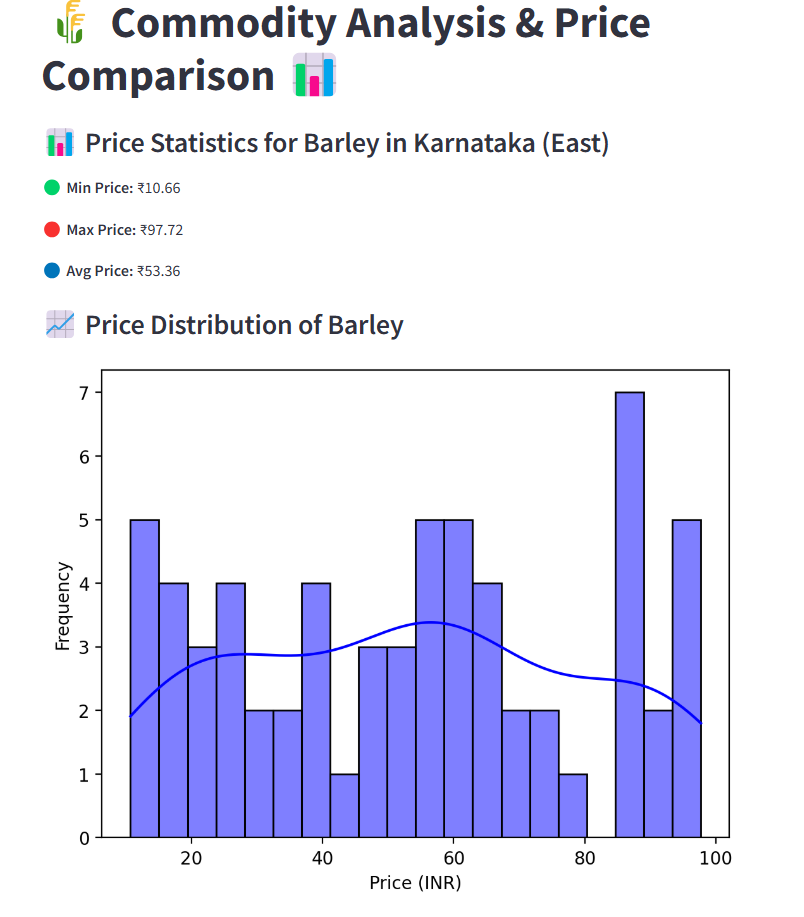 Commodity Analysis & Price
Comparison
Price Statistics for Barley in Karnataka (East)
Min Price: ₹10.66
Max Price: ₹97.72
Avg Price: ₹53.36
Price Distribution of Barley
7
6
5
4
3
2
1
0
Frequency
20 40 60 80 100
Price (INR)